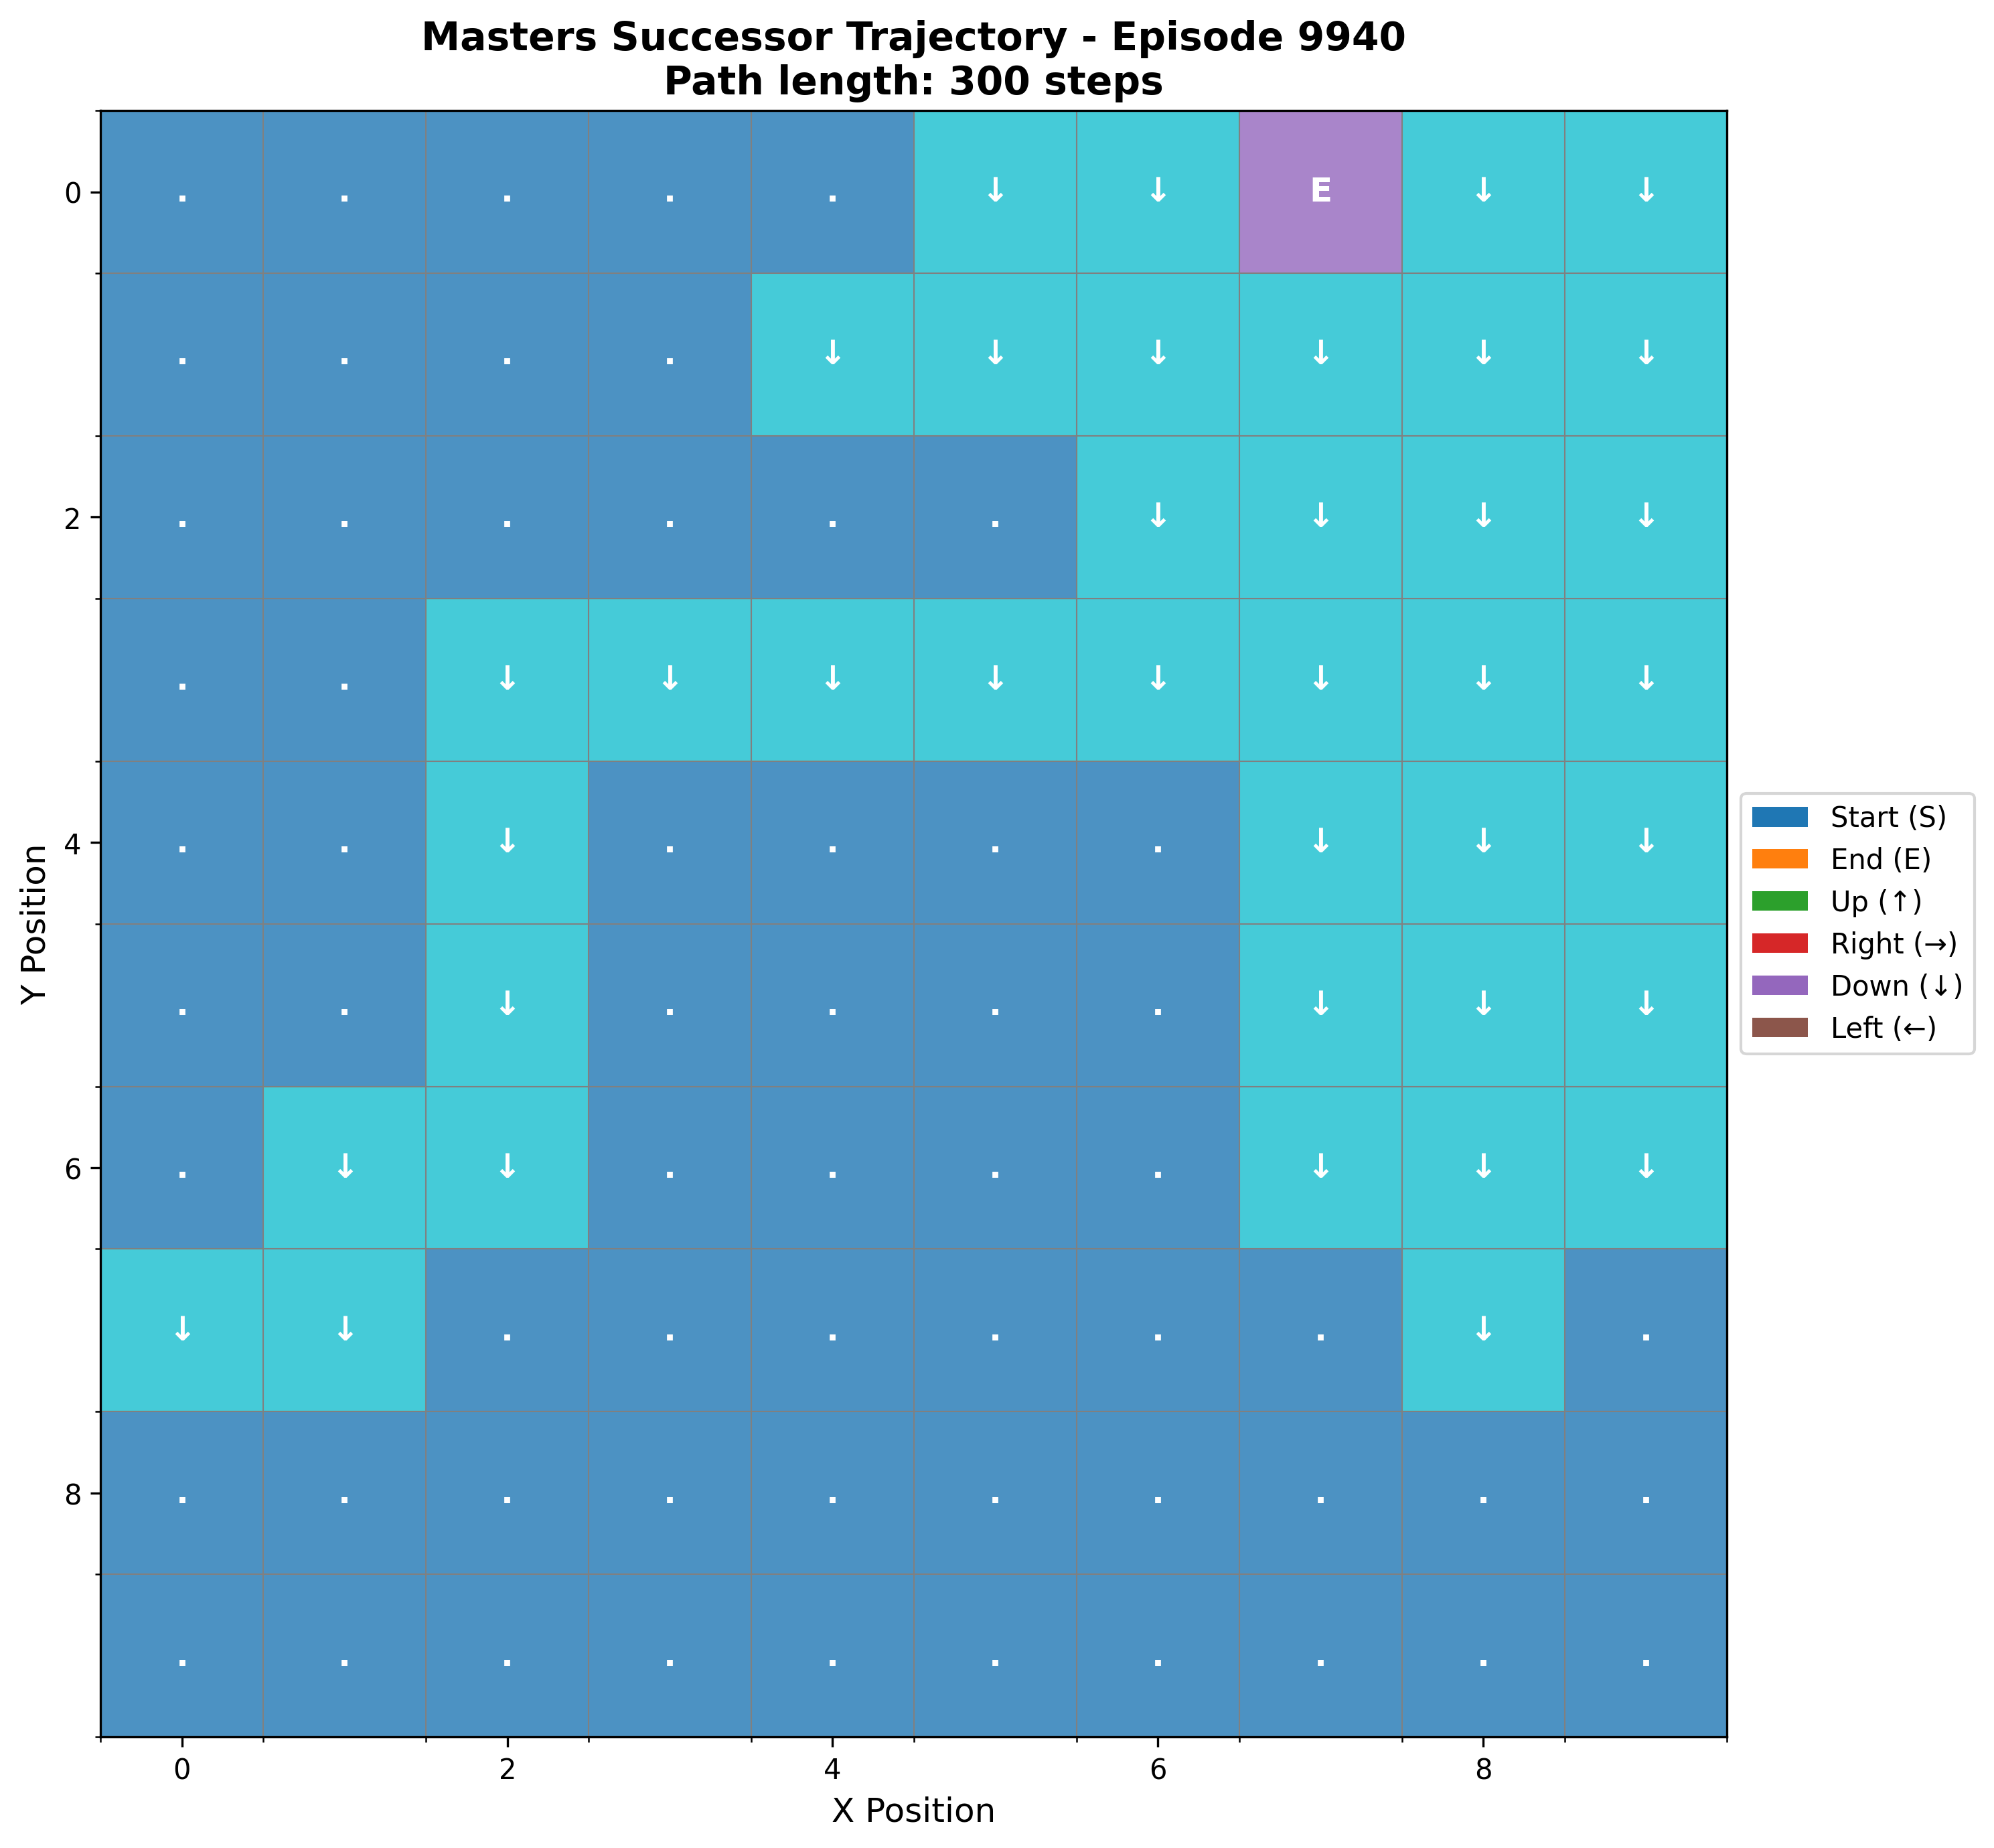 Masters Successor Trajectory - Episode 9940
Path length: 300 steps
0 . . . . . ↓ ↓ E ↓ ↓
. . . . ↓ ↓ ↓ ↓ ↓ ↓
2 . . . . . . ↓ ↓ ↓ ↓
. . ↓ ↓ ↓ ↓ ↓ ↓ ↓ ↓
4 . . ↓ . . . . ↓ ↓ ↓
. . ↓ . . . . ↓ ↓ ↓
6 . ↓ ↓ . . . . ↓ ↓ ↓
↓ ↓ . . . . . . ↓ .
8 . . . . . . . . . .
. . . . . . . . . .
0 2 4 6 8
X Position
Y Position
Start (S)
End (E)
Up (↑)
Right (→)
Down (↓)
Left (←)